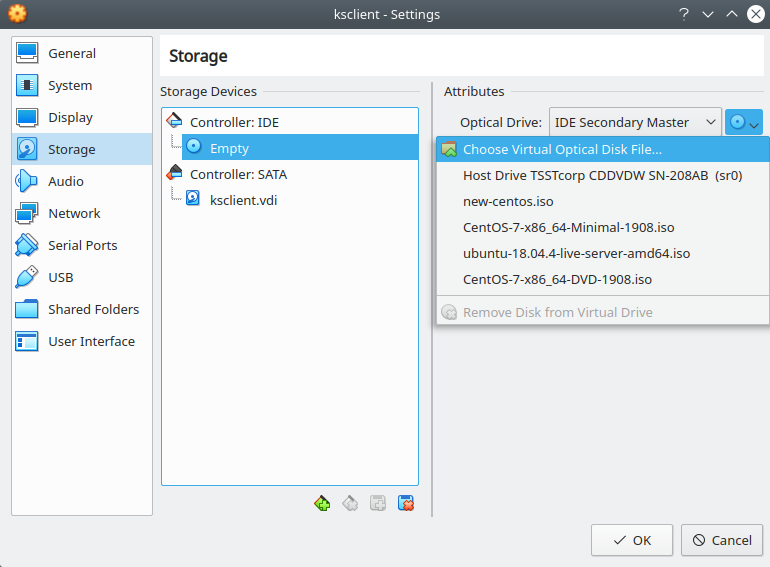 ksclient - Settings
General
System
Display
Storage
Audio
Network
Serial Ports
USB
Shared Folders
User Interface
Storage
Storage Devices
Controller: IDE
Empty
Controller: SATA
ksclient.vdi
Attributes
Optical Drive: IDE Secondary Master
Choose Virtual Optical Disk File...
Host Drive TSSTcorp CDDVDW SN-208AB (sr0)
new-centos.iso
CentOS-7-x86_64-Minimal-1908.iso
ubuntu-18.04.4-live-server-amd64.iso
CentOS-7-x86_64-DVD-1908.iso
Remove Disk from Virtual Drive
OK
Cancel